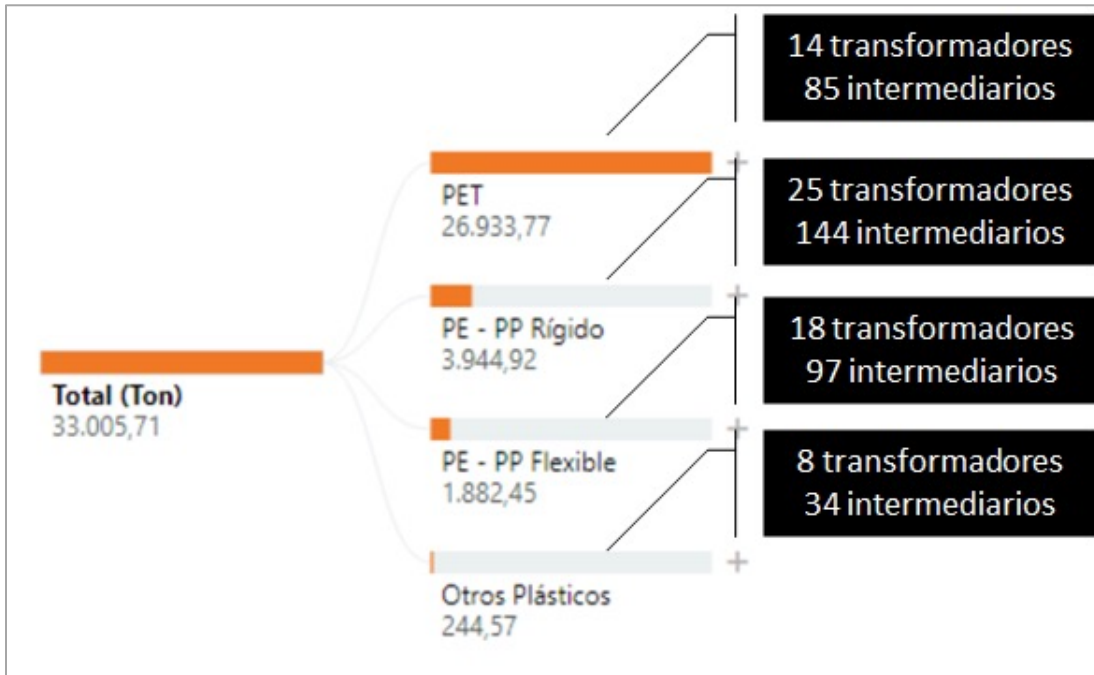 14 transformadores
85 intermediarios
PET
26.933,77
25 transformadores
144 intermediarios
PE - PP Rígido
3.944,92
18 transformadores
97 intermediarios
Total (Ton)
33.005,71
PE - PP Flexible
1.882,45
8 transformadores
34 intermediarios
Otros Plásticos
244,57